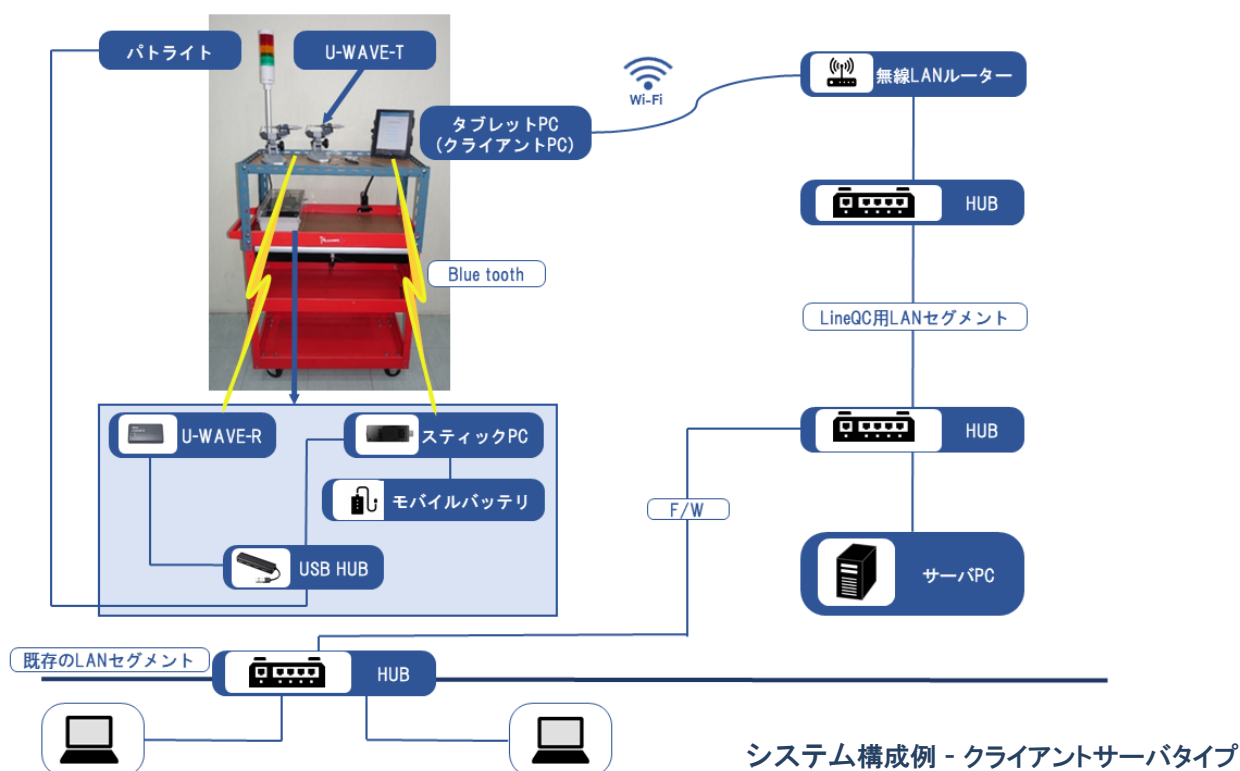 パトライト
U-WAVE-T
Wi-Fi
無線LANルーター
タブレットPC
(クライアントPC)
HUB
Blue tooth
LineQC用LANセグメント
U-WAVE-R
スティックPC
HUB
モバイルバッテリ
F/W
USB HUB
サーバPC
既存のLANセグメント
HUB
システム構成例 - クライアントサーバタイプ